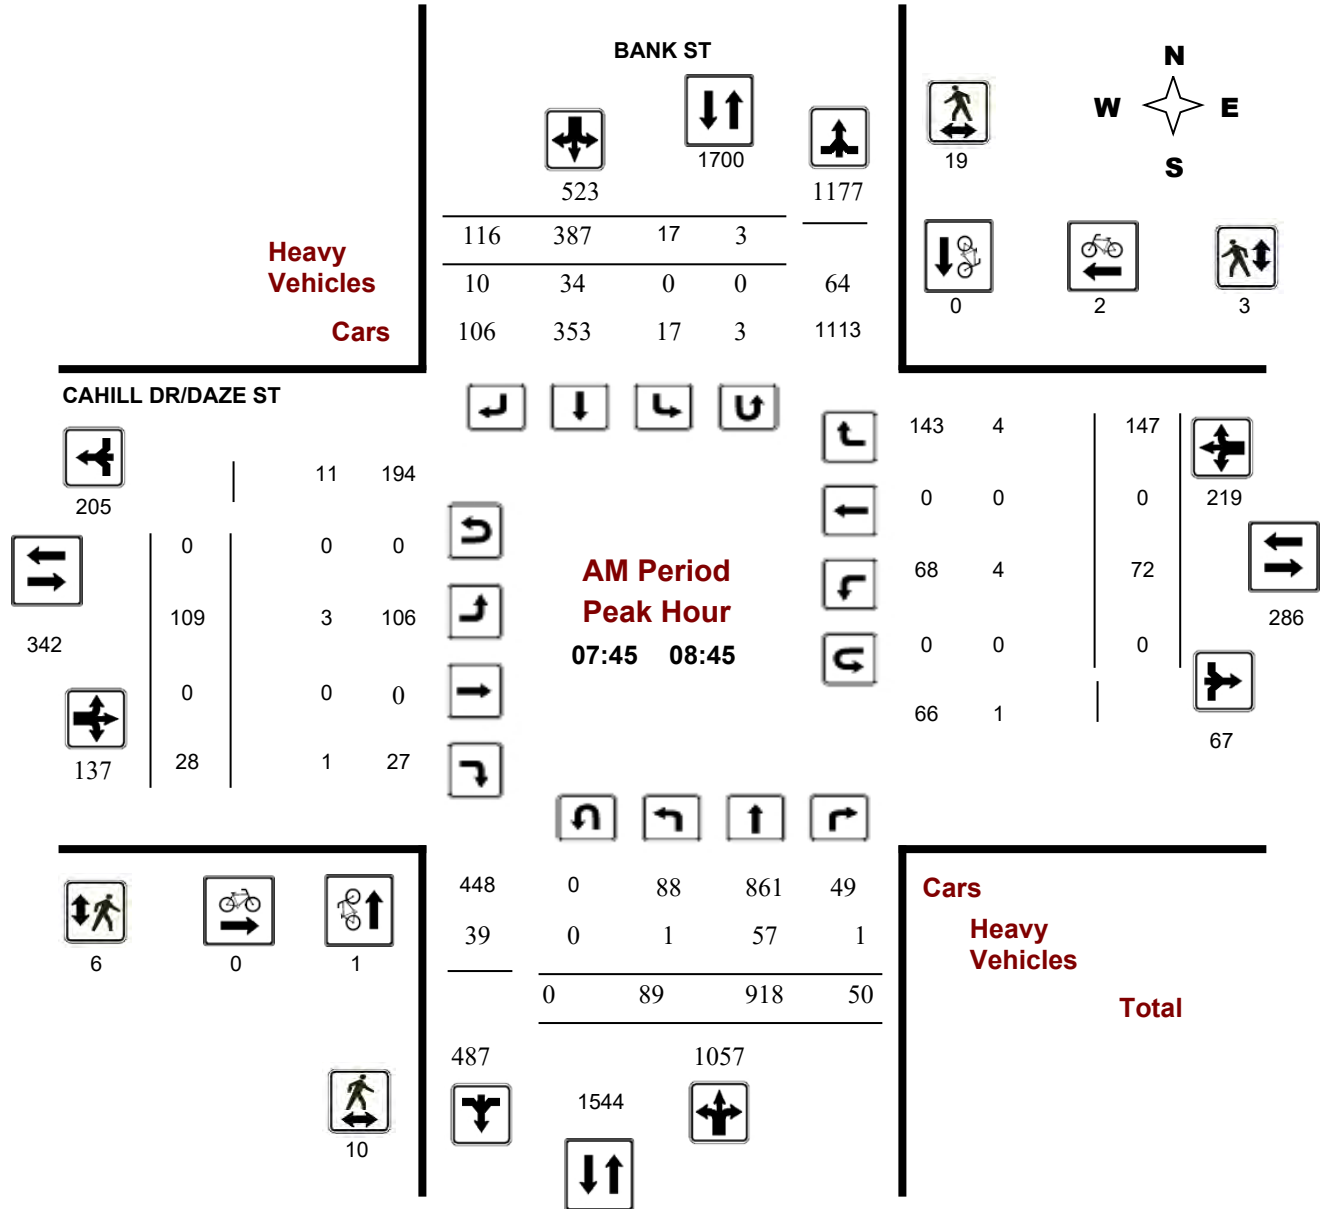 BANK ST
N
W E
S
1700
19
523 1177
116 387 17 3
Heavy
Vehicles
10 34 0 0 64
0 2 3
Cars
106 353 17 3 1113
CAHILL DR/DAZE ST
143 4 147
11 194
205
0 0 0
219
0 0 0
AM Period
68 4 72
109 3 106
Peak Hour
286
342
07:45 08:45
0 0 0
0 0 0
66 1
67
137
28 1 27
448 0 88 861 49
Cars
39 0 1 57 1
Heavy
Vehicles
6 0 1
0 89 918 50
Total
487 1057
1544
10